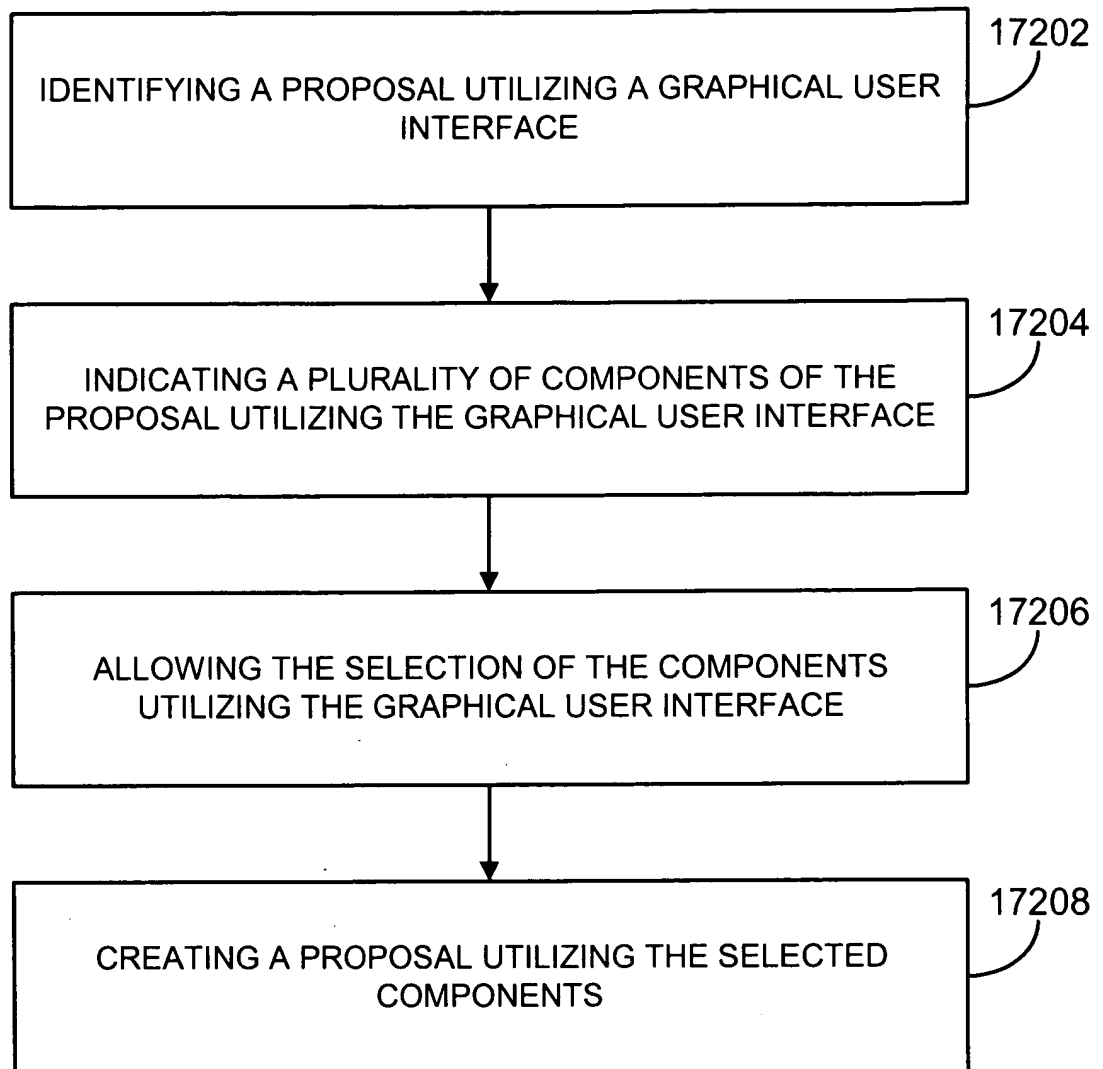 17202
IDENTIFYING A PROPOSAL UTILIZING A GRAPHICAL USER
INTERFACE
17204
INDICATING A PLURALITY OF COMPONENTS OF THE
PROPOSAL UTILIZING THE GRAPHICAL USER INTERFACE
17206
ALLOWING THE SELECTION OF THE COMPONENTS
UTILIZING THE GRAPHICAL USER INTERFACE
17208
CREATING A PROPOSAL UTILIZING THE SELECTED
COMPONENTS